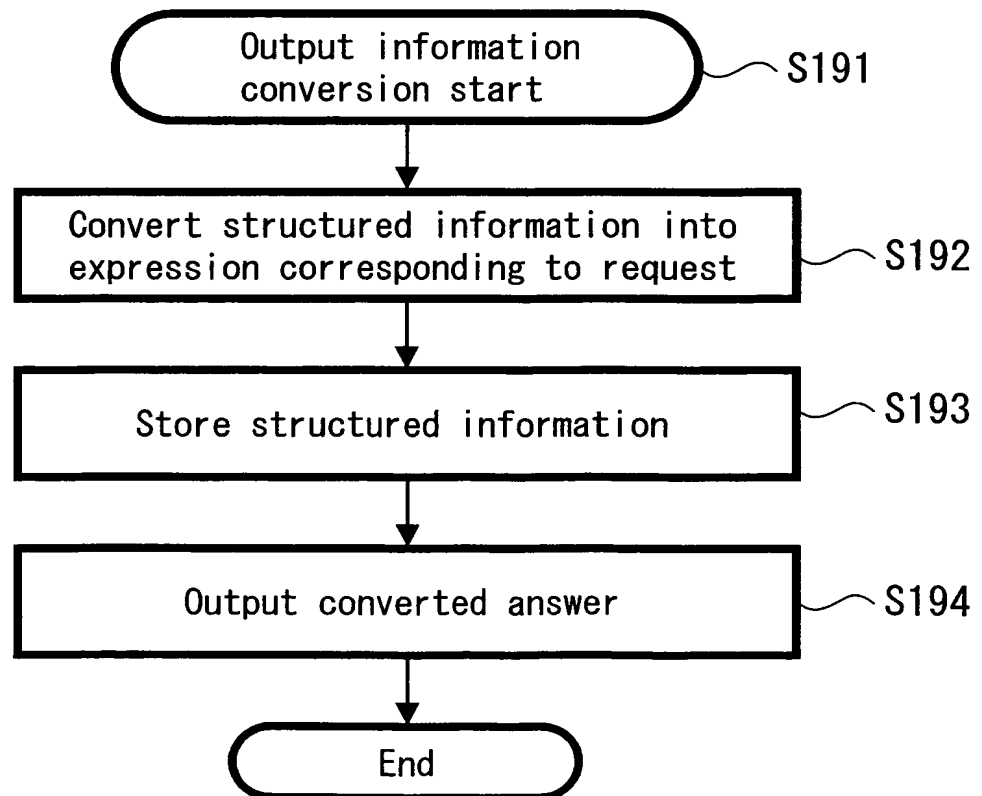 Output information
conversion start
S191
Convert structured information into
expression corresponding to request
S192
Store structured information
S193
Output converted answer
S194
End